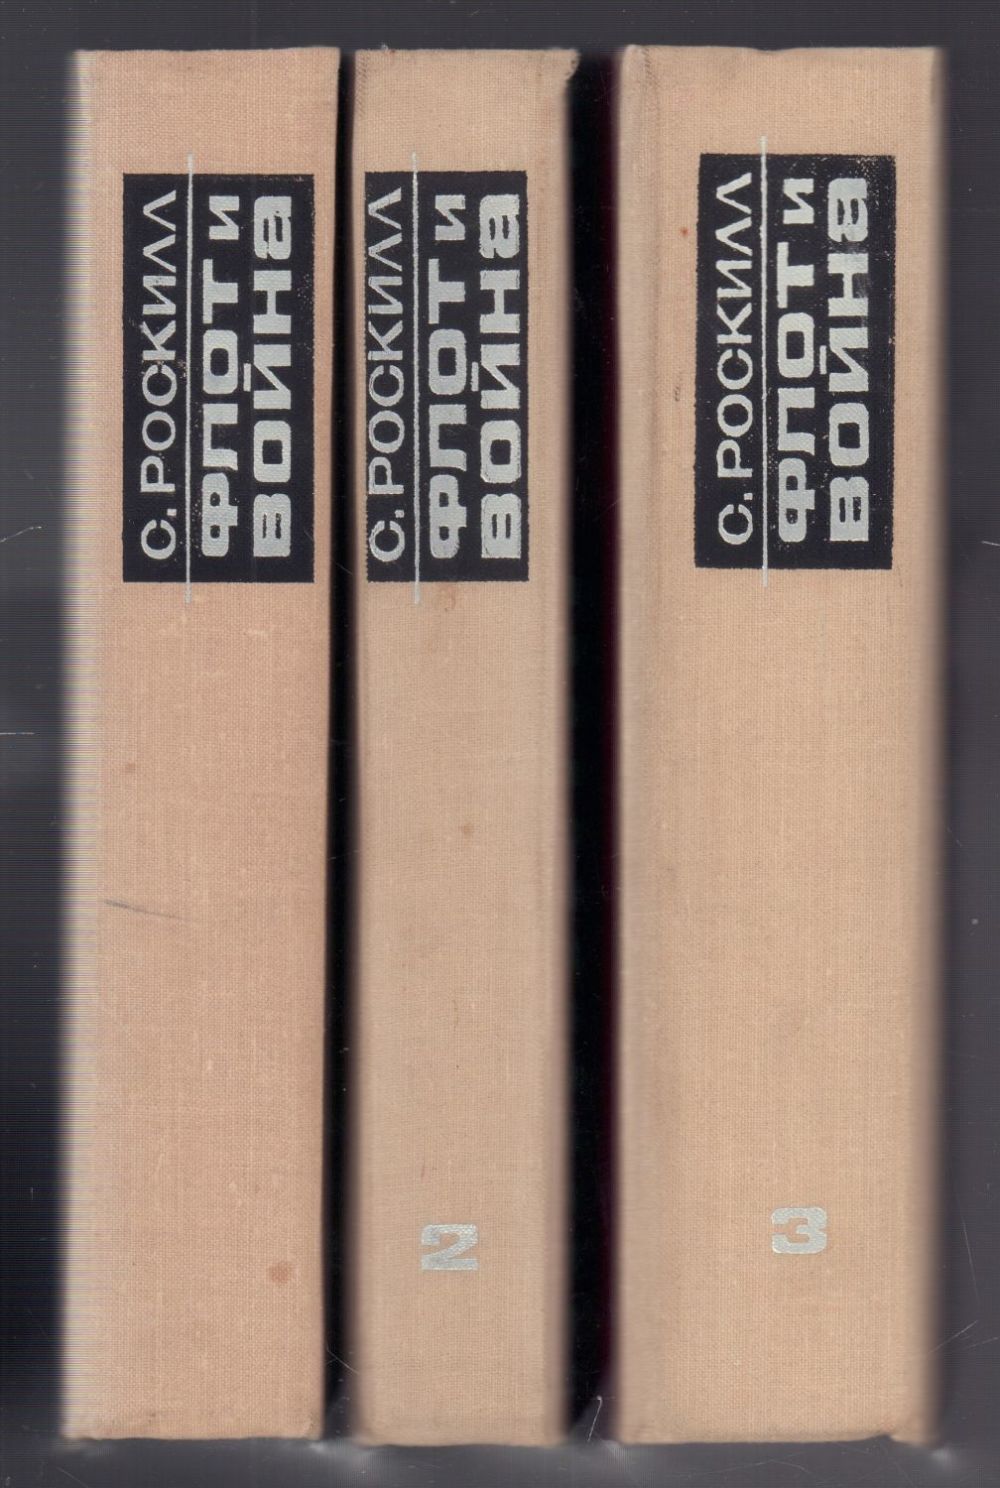 С. РОСКИЛЛ
ФЛОТ И
ВОЙНА
С. РОСКИЛЛ
ФЛОТ И
ВОЙНА
2
С. РОСКИЛЛ
ФЛОТ И
ВОЙНА
3